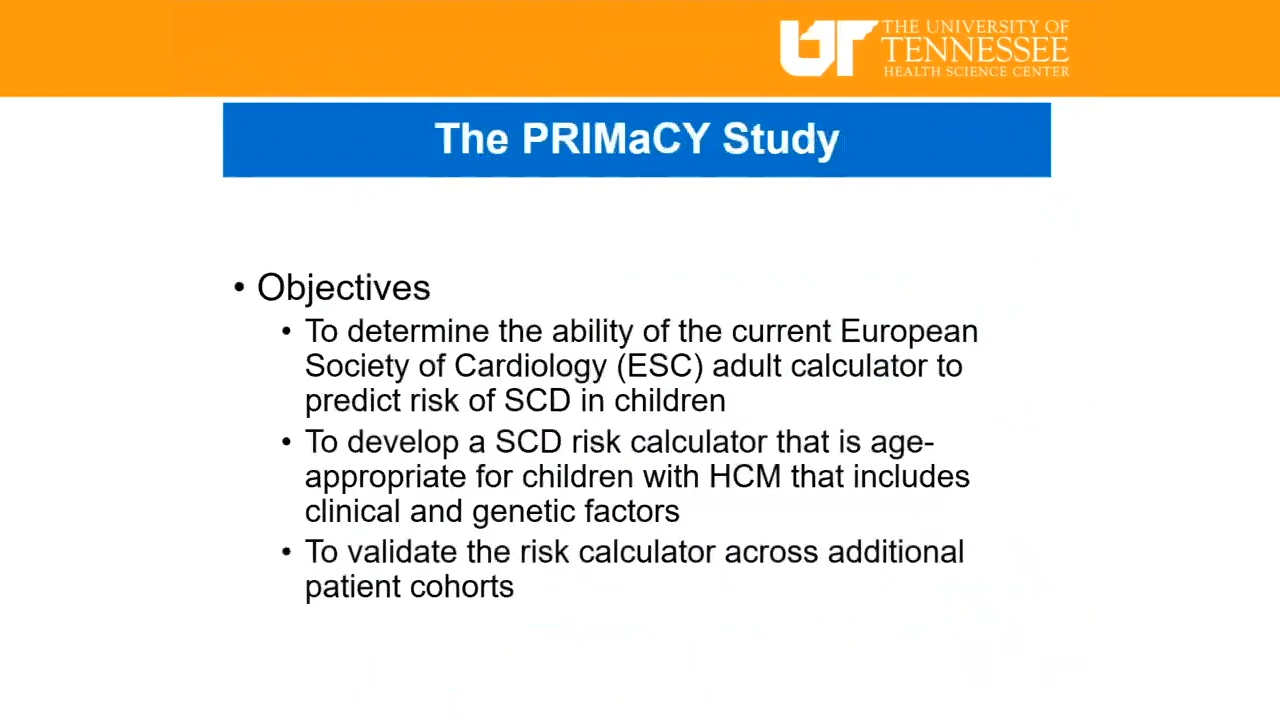 THE UNIVERSITY OF
TENNESSEE
HEALTH SCIENCE CENTER
UT
The PRIMaCY Study
• Objectives
• To determine the ability of the current European
Society of Cardiology (ESC) adult calculator to
predict risk of SCD in children
• To develop a SCD risk calculator that is age-
appropriate for children with HCM that includes
clinical and genetic factors
• To validate the risk calculator across additional
patient cohorts